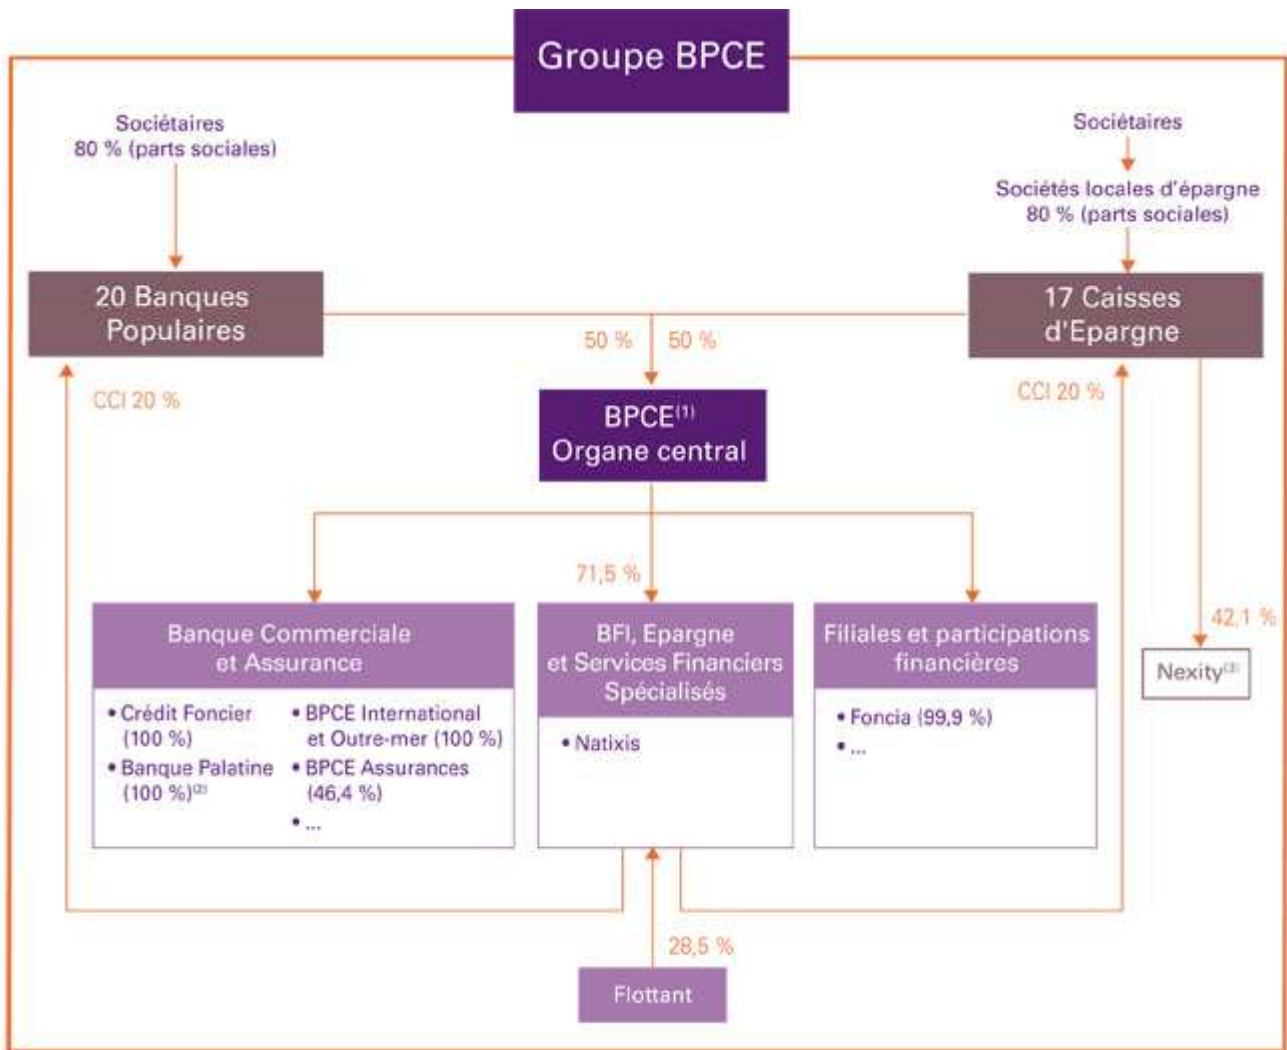 Groupe BPCE
Sociétaires
80 % (parts sociales)
Sociétaires
Sociétés locales d'épargne
80 % (parts sociales)
20 Banques
Populaires
17 Caisses
d'Epargne
50 %
50 %
CCI 20 %
CCI 20 %
BPCE(1)
Organe central
71,5 %
42,1 %
Banque Commerciale
et Assurance
• Crédit Foncier
(100 %)
• Banque Palatine
(100 %)(2)
• BPCE International
et Outre-mer (100 %)
• BPCE Assurances
(46,4 %)
• ...
BFI, Epargne
et Services Financiers
Spécialisés
• Natixis
Filiales et participations
financières
• Foncia (99,9 %)
• ...
Nexity(3)
28,5 %
Flottant